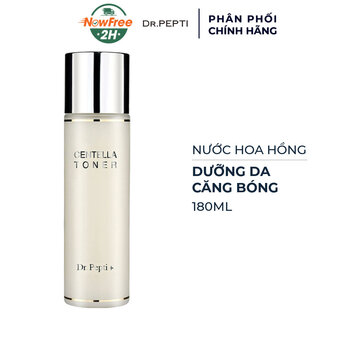 NowFree
2H
DR.PEPTI
PHÂN PHỐI
CHÍNH HÃNG
CENTELLA
TONER
Dr.Pepti+
NƯỚC HOA HỒNG
DƯỠNG DA
CĂNG BÓNG
180ML